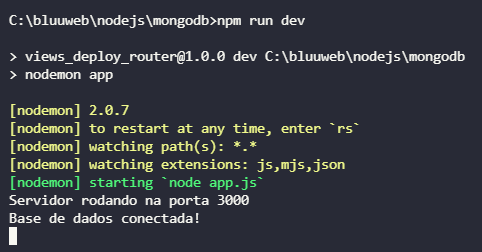 C:\bluuweb\nodejs\mongodb>npm run dev
> views_deploy_router@1.0.0 dev C:\bluuweb\nodejs\mongodb
> nodemon app
[nodemon] 2.0.7
[nodemon] to restart at any time, enter `rs`
[nodemon] watching path(s): *.*
[nodemon] watching extensions: js,mjs,json
[nodemon] starting `node app.js`
Servidor rodando na porta 3000
Base de dados conectada!